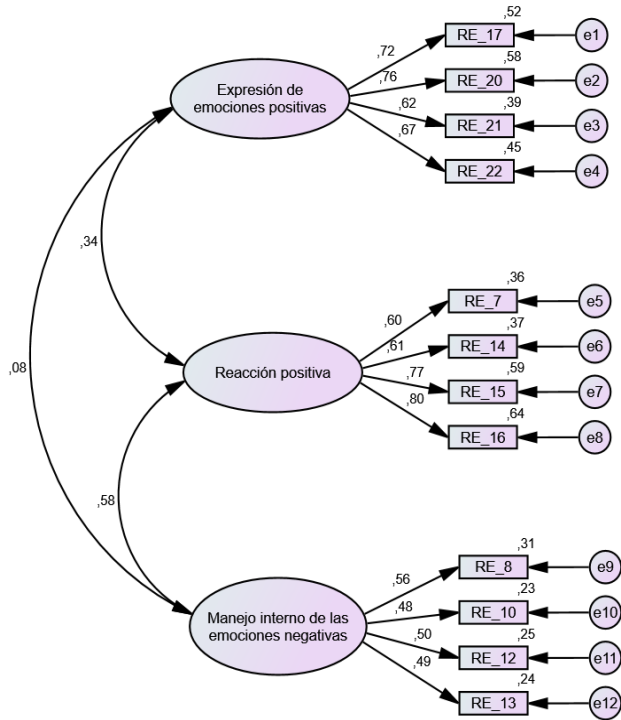 ,52
RE_17
e1
,72
,58
Expresión de
emociones positivas
,76
RE_20
e2
,62
,39
RE_21
e3
,67
,45
RE_22
e4
,34
,36
RE_7
e5
,60
,37
,61
RE_14
e6
Reacción positiva
,08
,77
,59
RE_15
e7
,80
,64
RE_16
e8
,58
,31
RE_8
e9
,56
,23
,48
RE_10
e10
Manejo interno de las
emociones negativas
,50
,25
RE_12
e11
,49
,24
RE_13
e12